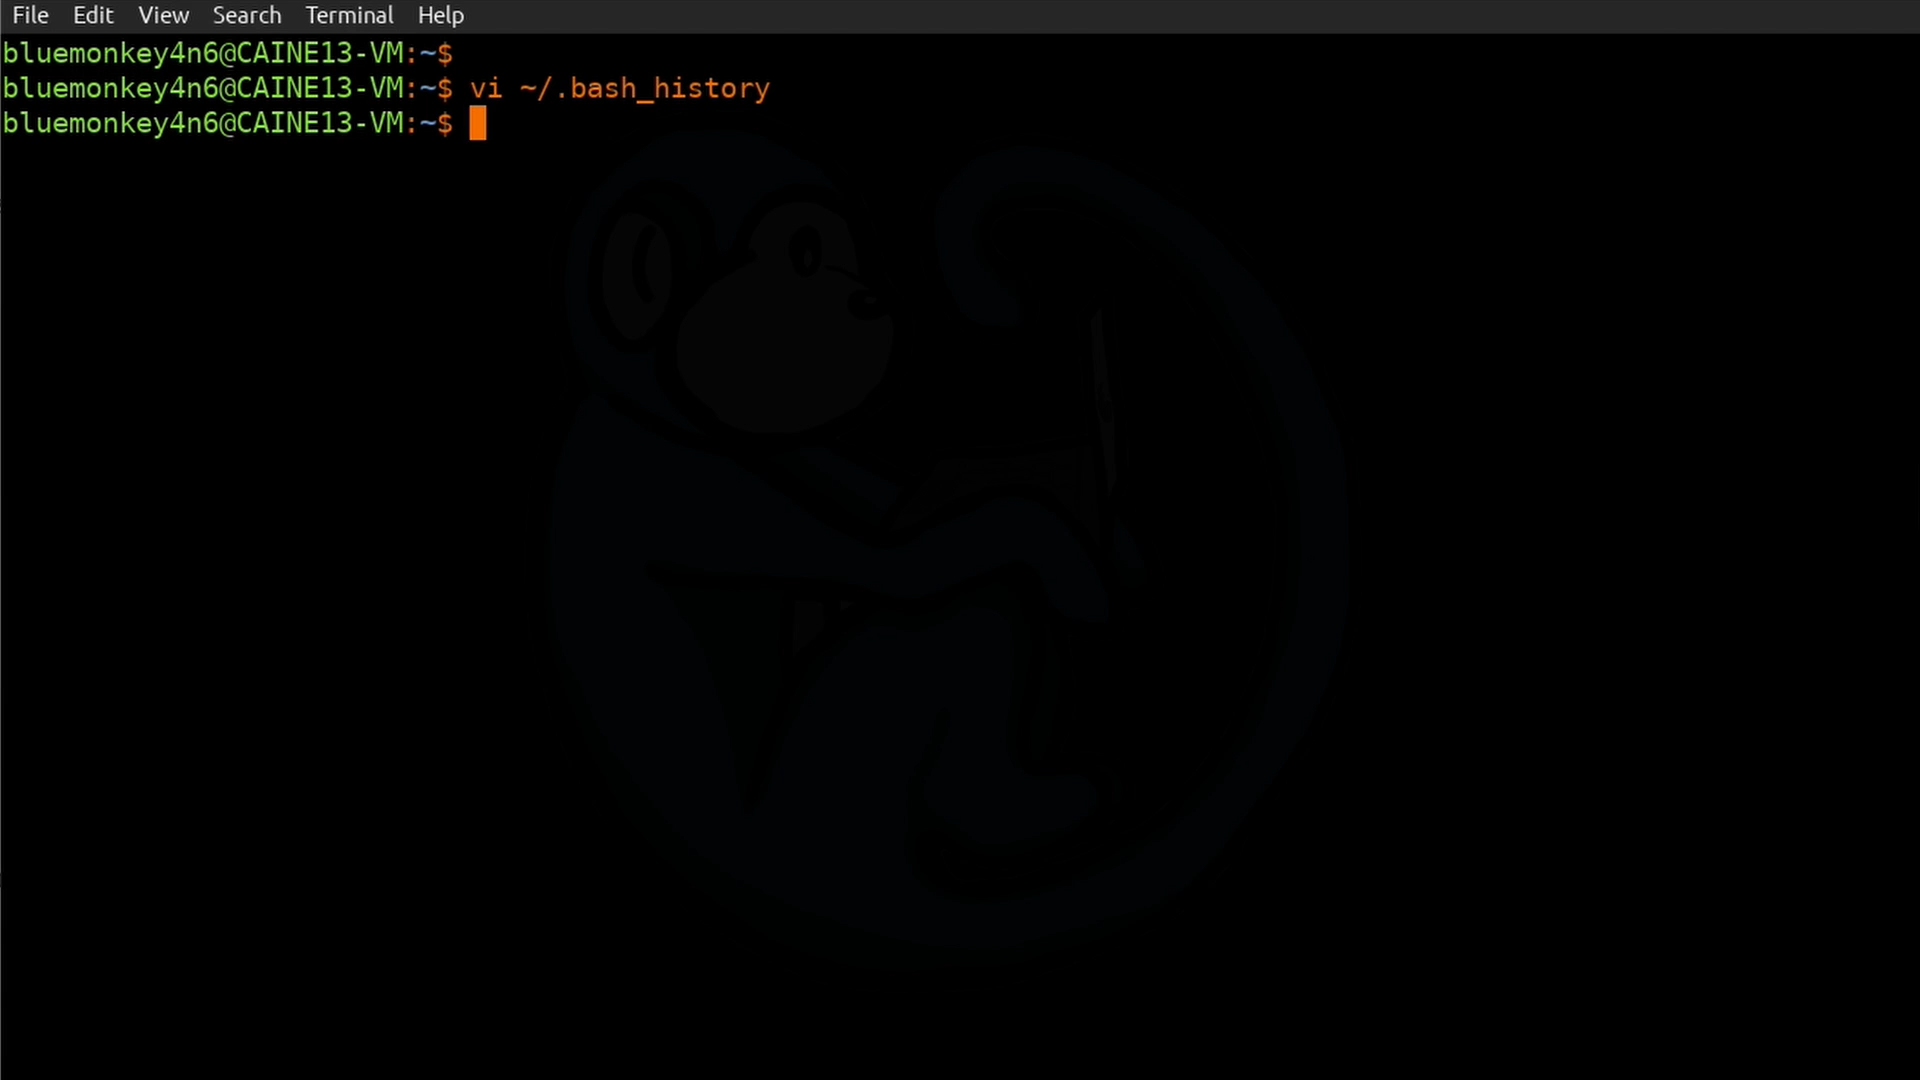 File Edit View Search Terminal Help
bluemonkey4n6@CAINE13-VM:~$
bluemonkey4n6@CAINE13-VM:~$ vi ~/.bash_history
bluemonkey4n6@CAINE13-VM:~$